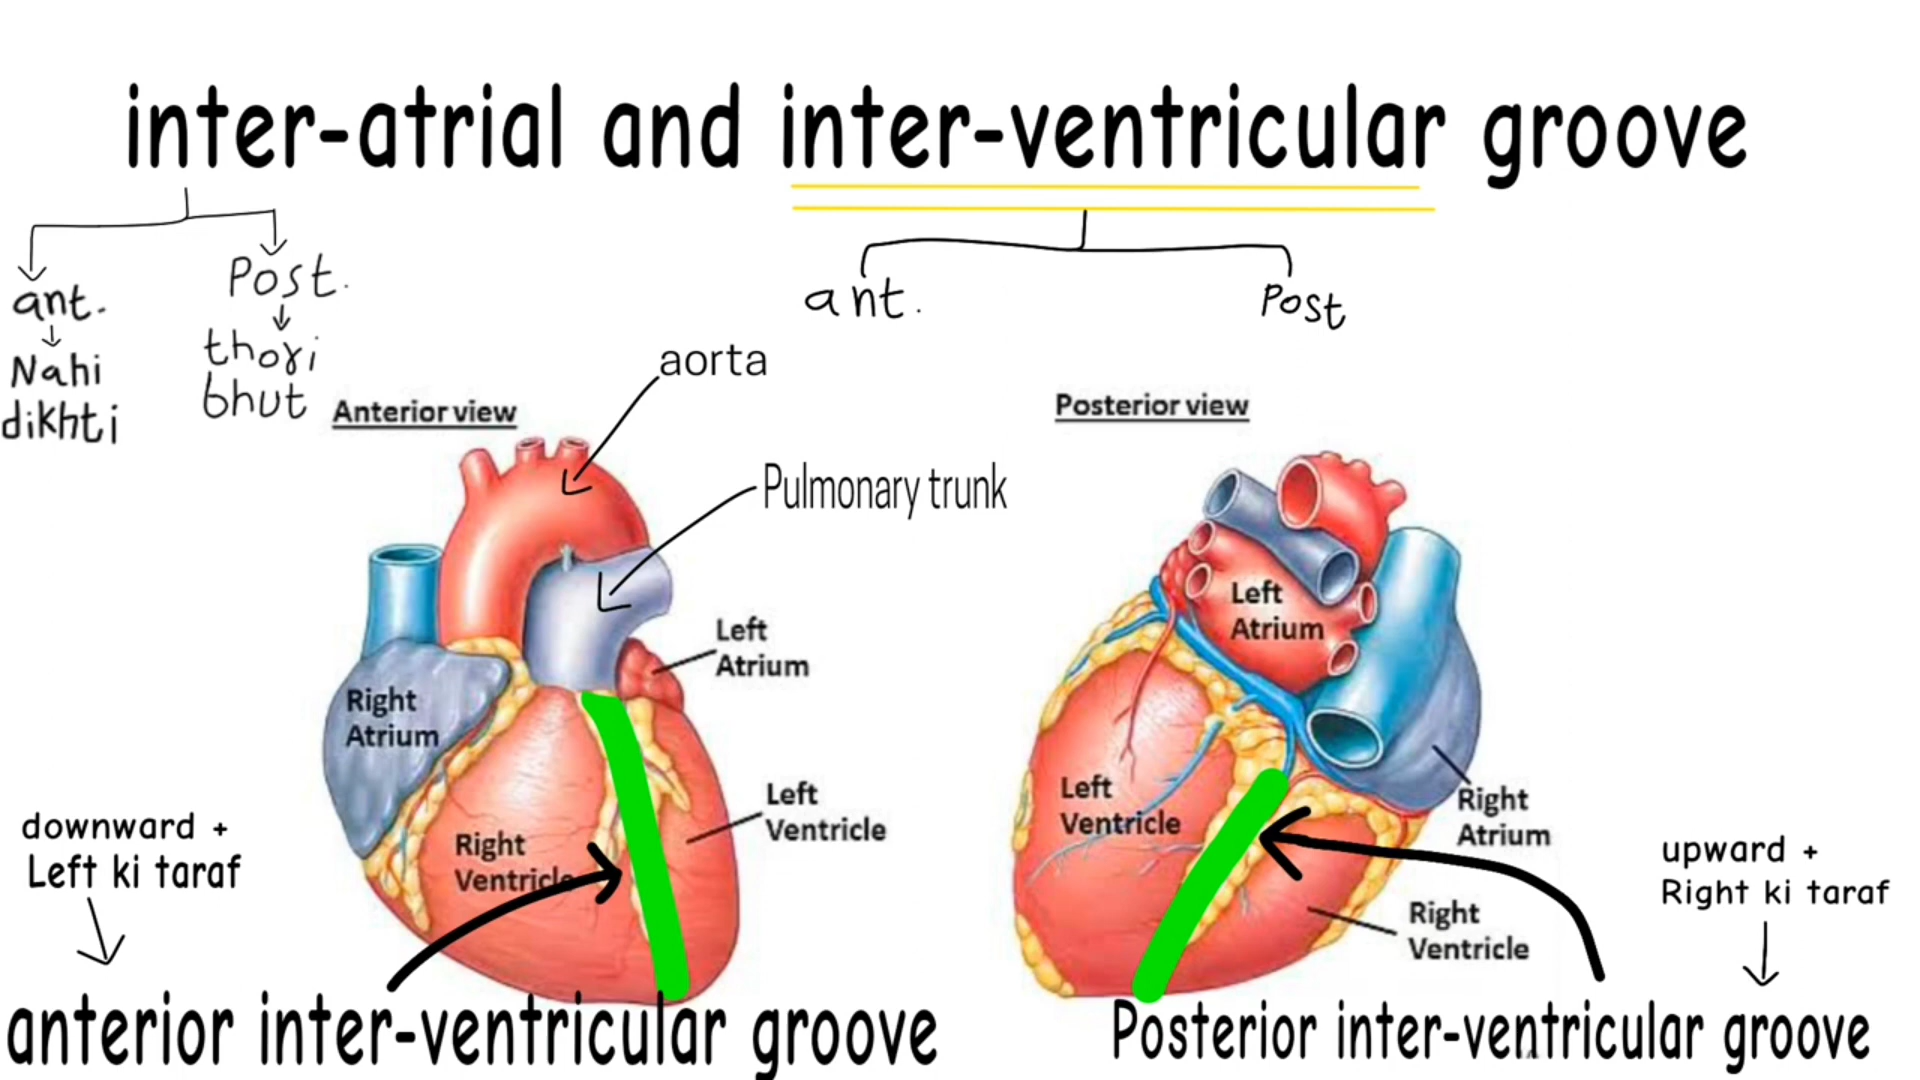 inter-atrial and inter-ventricular groove
ant.
Nahi
dikhti
Post.
thori
bhut
ant.
Post
aorta
Anterior view
Posterior view
Pulmonary trunk
Left
Atrium
Right
Atrium
Left
Ventricle
Right
Ventricle
Left
Atrium
Left
Ventricle
Right
Atrium
Right
Ventricle
downward +
Left ki taraf
upward +
Right ki taraf
anterior inter-ventricular groove
Posterior inter-ventricular groove